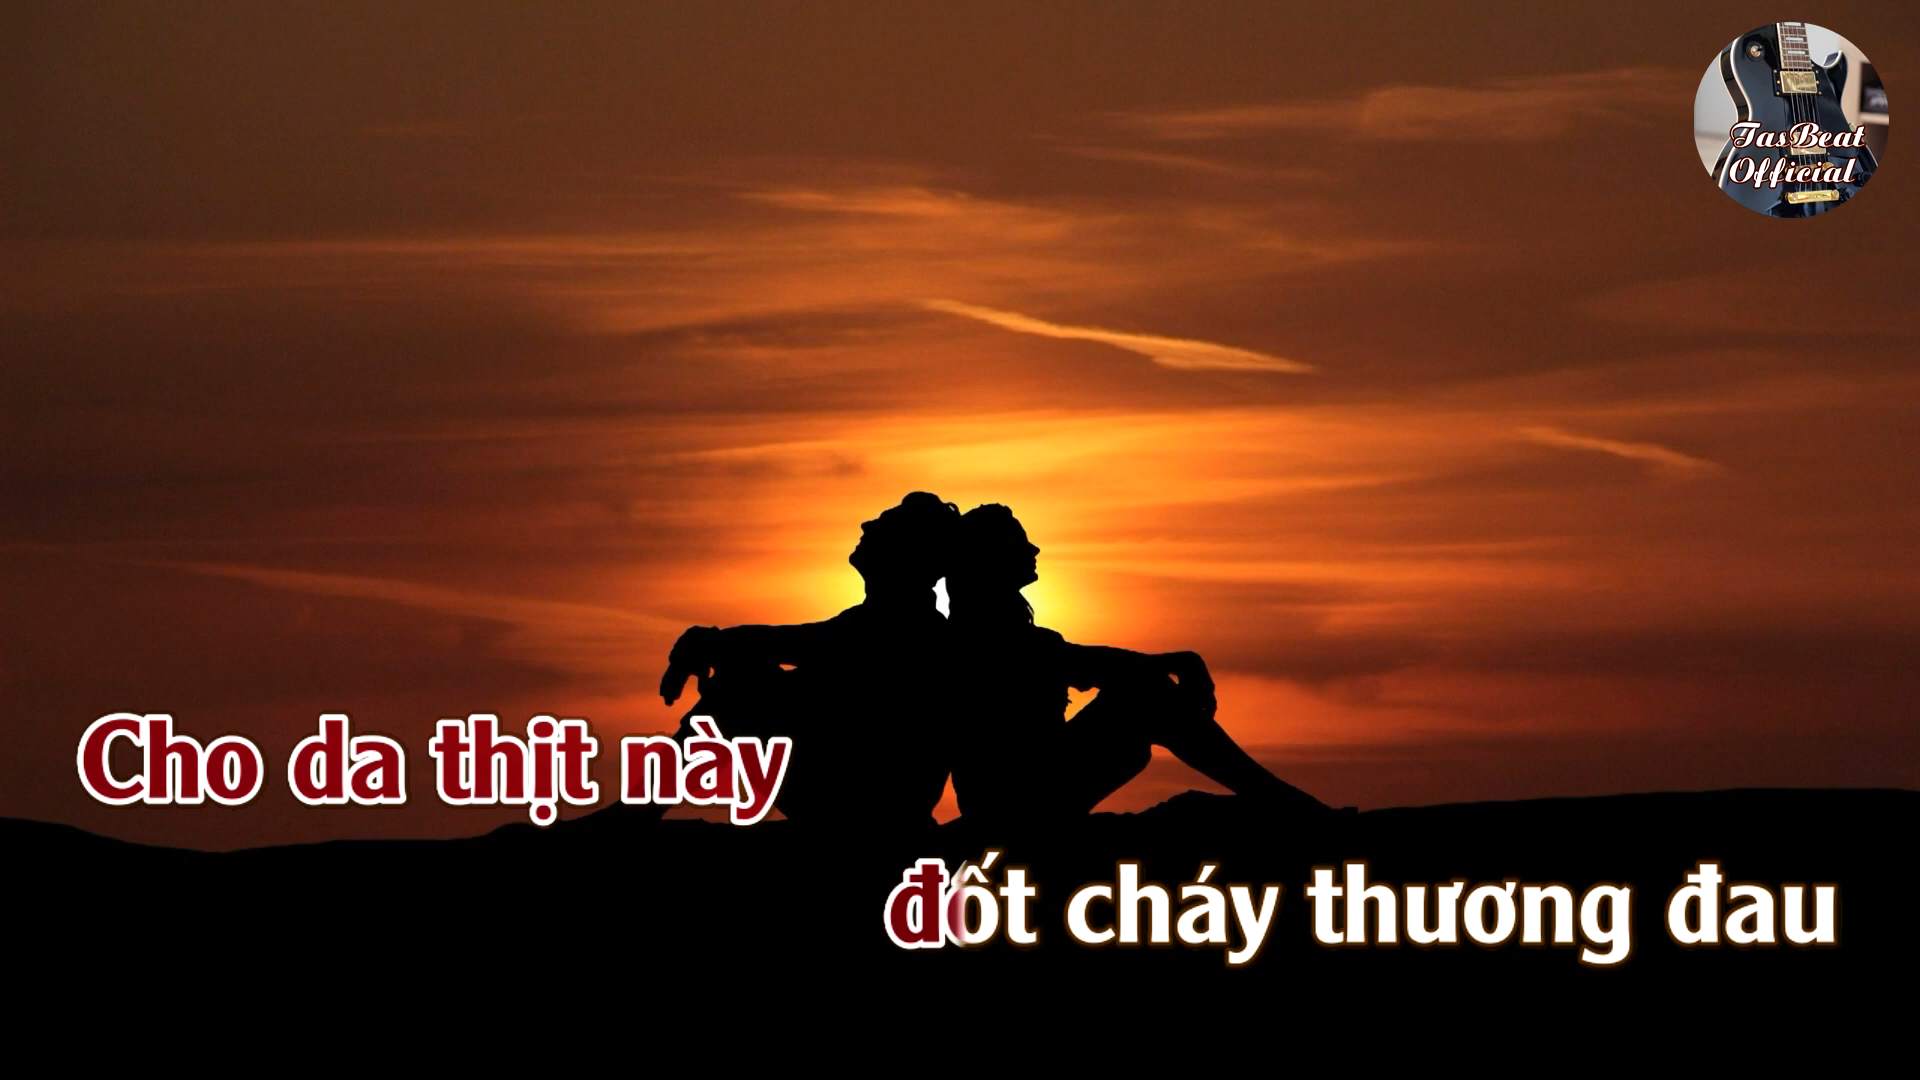 TasBeat
Official
Cho da thịt này
đốt cháy thương đau